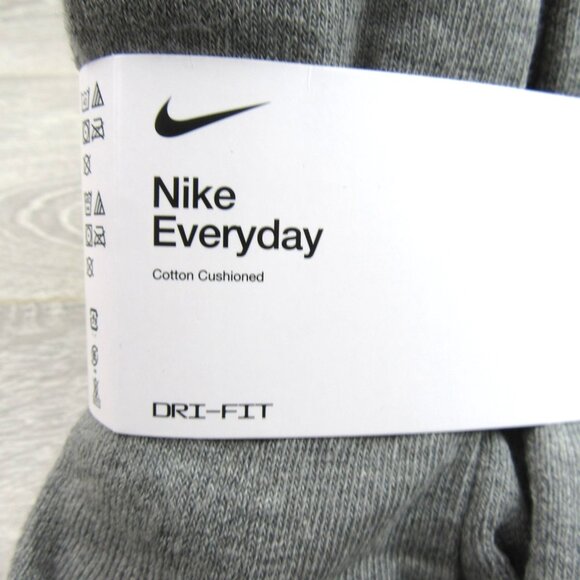 Nike
Everyday
Cotton Cushioned
DRI-FIT